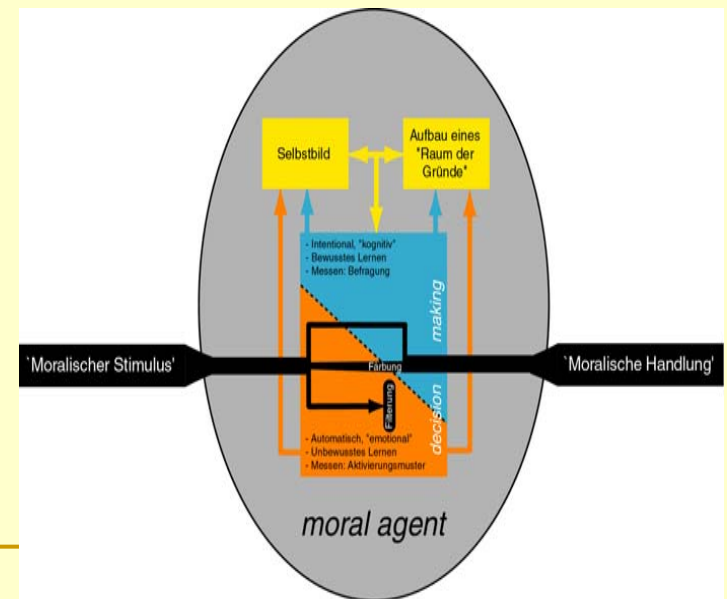 Selbstbild
Aufbau eines
"Raum der
Gründe"
- Intentional, "kognitiv"
- Bewusstes Lernen
- Messen: Befragung
making
`Moralischer Stimulus'
Färbung
`Moralische Handlung'
Filterung
decision
- Automatisch, "emotional"
- Unbewusstes Lernen
- Messen: Aktivierungsmuster
moral agent